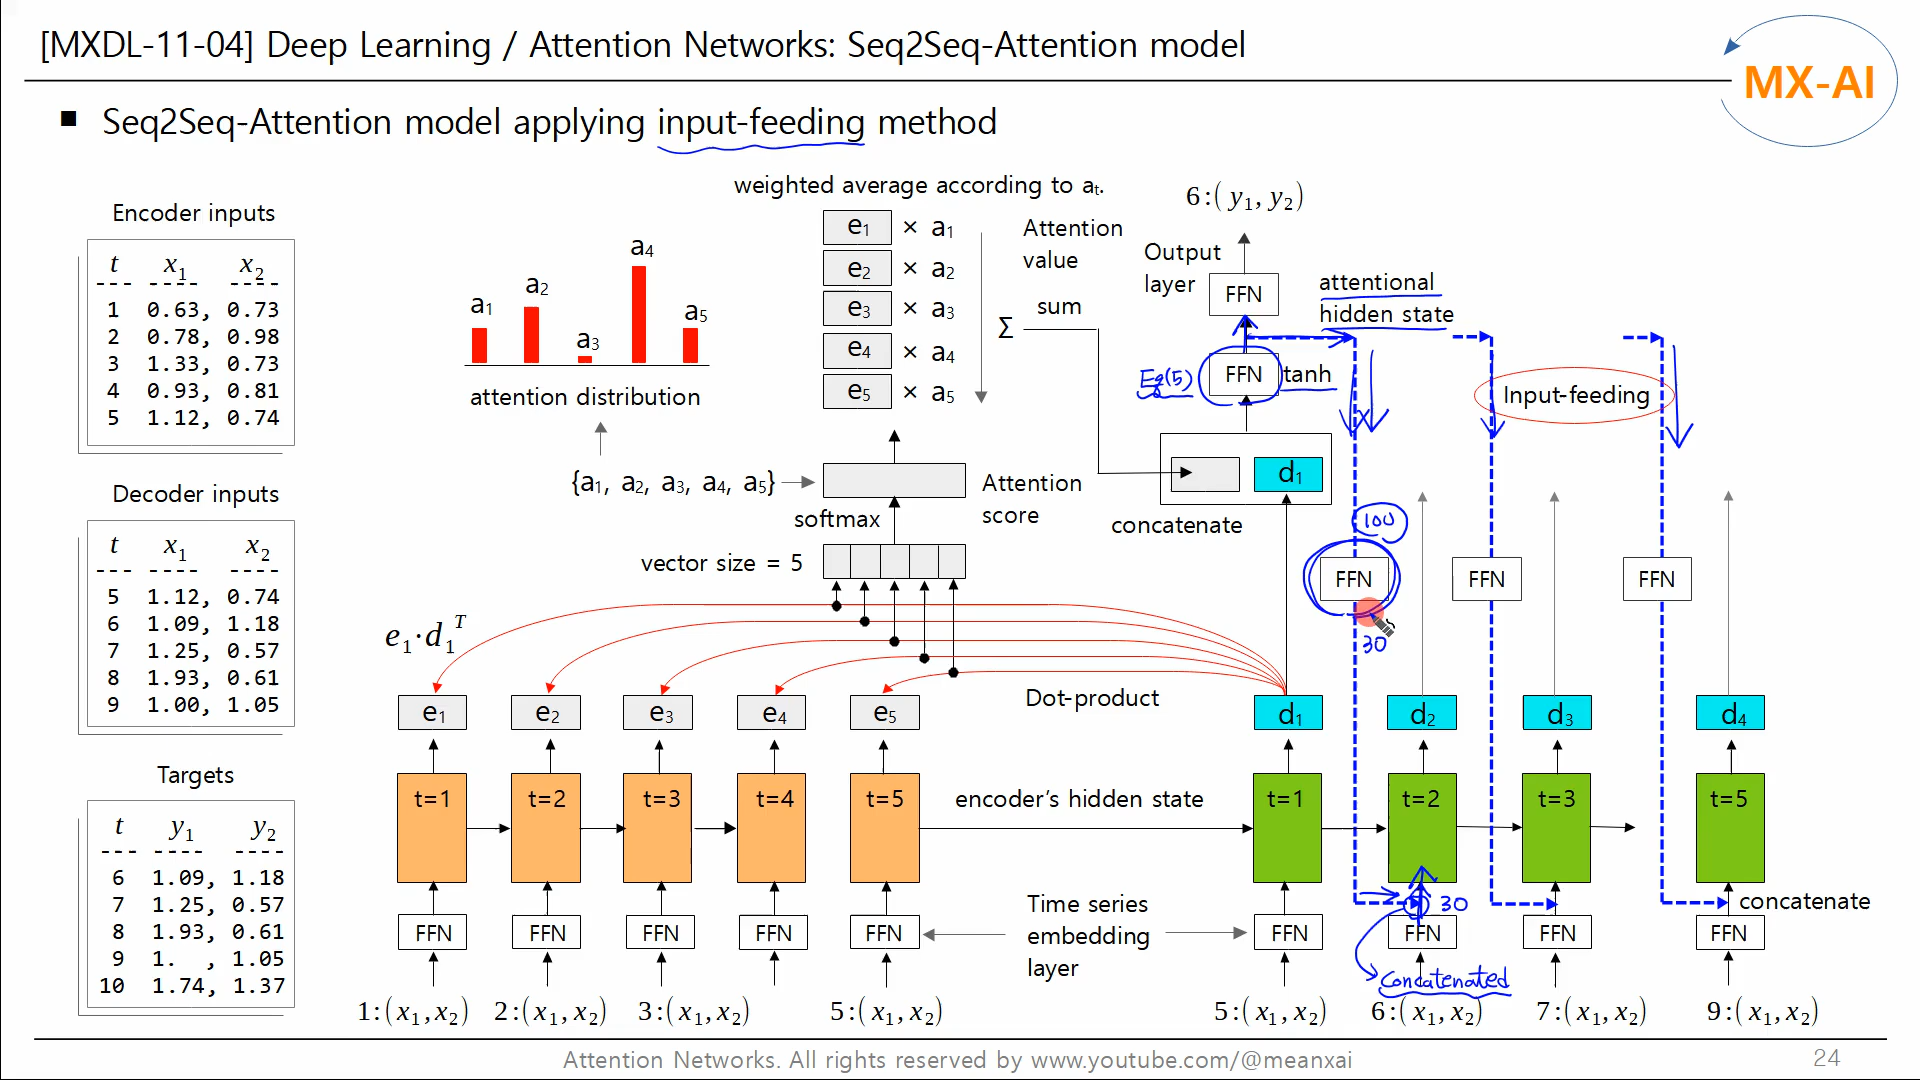 [MXDL-11-04] Deep Learning / Attention Networks: Seq2Seq-Attention model
MX-AI
■ Seq2Seq-Attention model applying input-feeding method
Encoder inputs
t x1 x2
--- ---- ----
1 0.63, 0.73
2 0.78, 0.98
3 1.33, 0.73
4 0.93, 0.81
5 1.12, 0.74
Decoder inputs
t x1 x2
--- ---- ----
5 1.12, 0.74
6 1.09, 1.18
7 1.25, 0.57
8 1.93, 0.61
9 1.00, 1.05
Targets
t y1 y2
--- ---- ----
6 1.09, 1.18
7 1.25, 0.57
8 1.93, 0.61
9 1. , 1.05
10 1.74, 1.37
a1 a2 a3 a4 a5
attention distribution
{a1, a2, a3, a4, a5}
weighted average according to at.
e1 × a1
e2 × a2
e3 × a3
e4 × a4
e5 × a5
Attention
value
∑ sum
Attention
score
softmax
vector size = 5
e1·d1^T
Dot-product
6:(y1, y2)
Output
layer
FFN
attentional
hidden state
Eq(5) FFN tanh
Input-feeding
d1
concatenate
100
FFN FFN FFN
30
e1 e2 e3 e4 e5 d1 d2 d3 d4
t=1 t=2 t=3 t=4 t=5 encoder's hidden state t=1 t=2 t=3 t=5
30 concatenate
FFN FFN FFN FFN FFN FFN FFN FFN FFN
Time series
embedding
layer
Concatenated
1:(x1,x2) 2:(x1,x2) 3:(x1,x2) 5:(x1,x2) 5:(x1,x2) 6:(x1,x2) 7:(x1,x2) 9:(x1,x2)
Attention Networks. All rights reserved by www.youtube.com/@meanxai
24